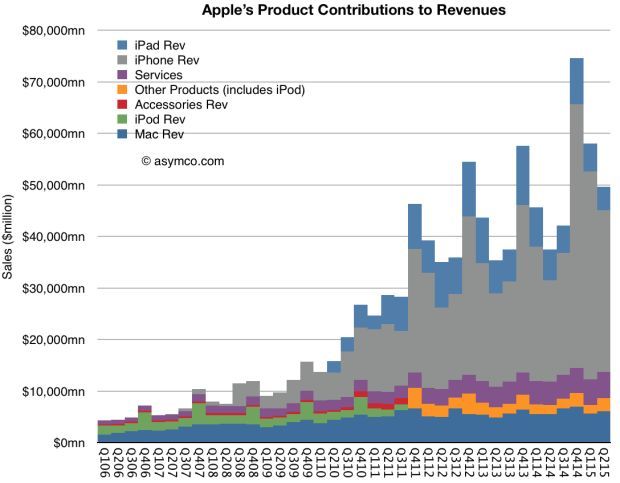 Apple's Product Contributions to Revenues
$80,000mn
$70,000mn
$60,000mn
$50,000mn
$40,000mn
$30,000mn
$20,000mn
$10,000mn
$0mn
Sales ($million)
iPad Rev
iPhone Rev
Services
Other Products (includes iPod)
Accessories Rev
iPod Rev
Mac Rev
© asymco.com
Q106
Q206
Q306
Q406
Q107
Q207
Q307
Q407
Q108
Q208
Q308
Q408
Q109
Q209
Q309
Q409
Q110
Q210
Q310
Q410
Q111
Q211
Q311
Q411
Q112
Q212
Q312
Q412
Q113
Q213
Q313
Q413
Q114
Q214
Q314
Q414
Q115
Q215